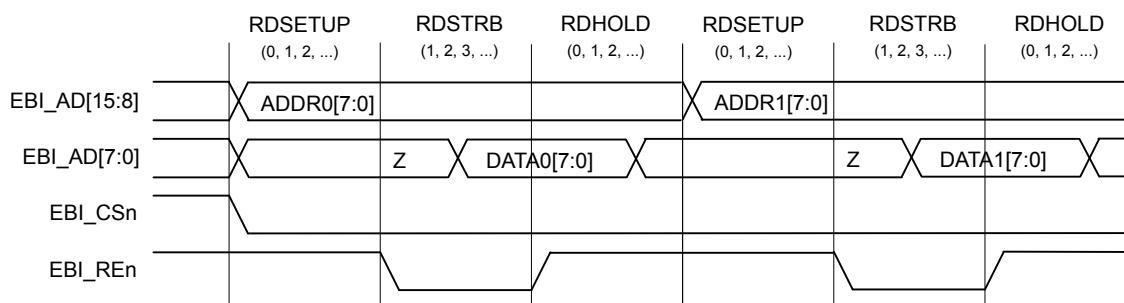 RDSETUP RDSTRB RDHOLD RDSETUP RDSTRB RDHOLD
(0, 1, 2, ...) (1, 2, 3, ...) (0, 1, 2, ...) (0, 1, 2, ...) (1, 2, 3, ...) (0, 1, 2, ...)
EBI_AD[15:8] ADDR0[7:0] ADDR1[7:0]
EBI_AD[7:0] Z DATA0[7:0] Z DATA1[7:0]
EBI_CSn
EBI_REn